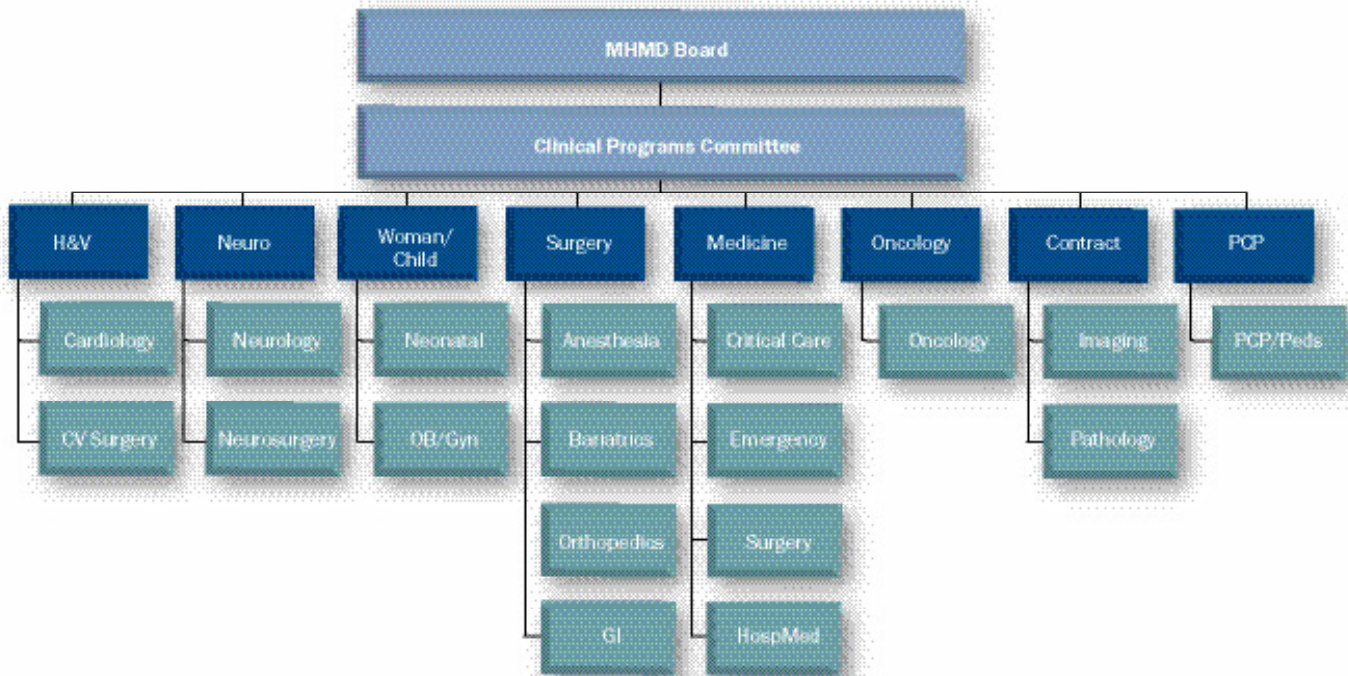 MHMD Board
Clinical Programs Committee
H&V
Neuro
Woman/
Child
Surgery
Medicine
Oncology
Contract
PCP
Cardiology
Neurology
Neonatal
Anesthesia
Critical Care
Oncology
Imaging
PCP/Peds
CV Surgery
Neurosurgery
OB/Gyn
Bariatrics
Emergency
Pathology
Orthopedics
Surgery
GI
HospMed